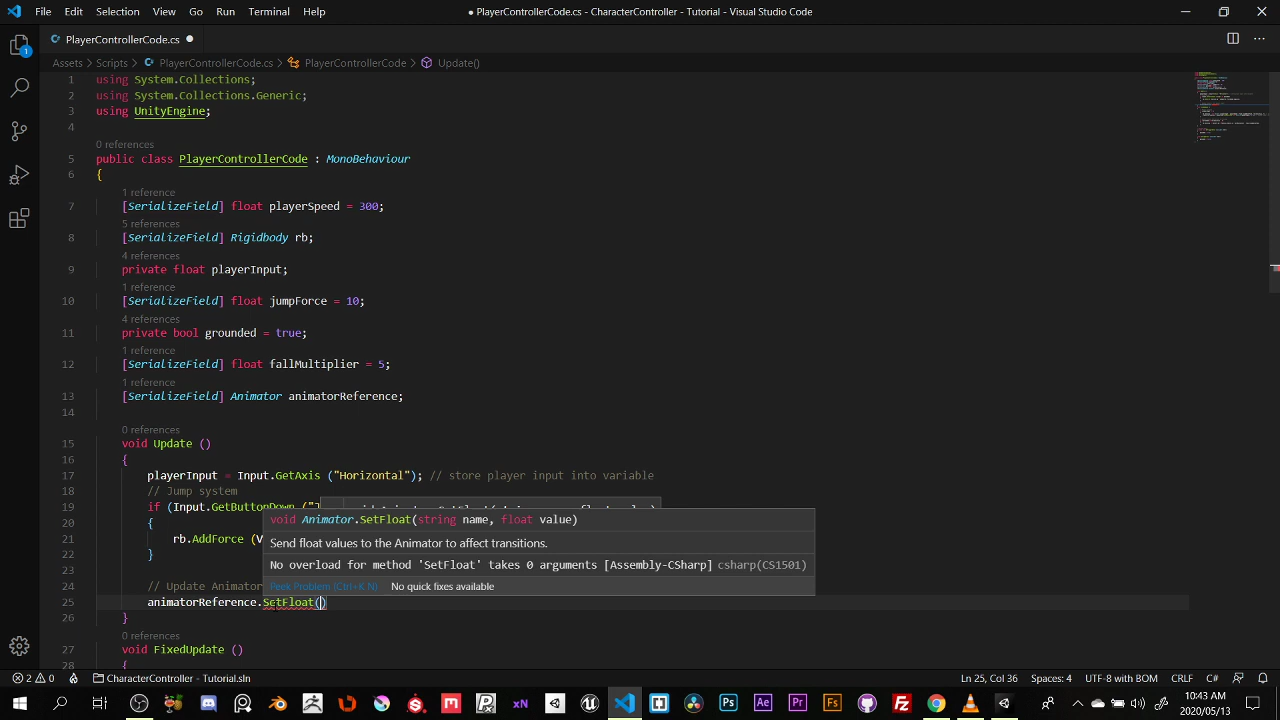 File Edit Selection View Go Run Terminal Help
● PlayerControllerCode.cs - CharacterController - Tutorial - Visual Studio Code
PlayerControllerCode.cs ●
Assets > Scripts > PlayerControllerCode.cs > PlayerControllerCode > Update()
1 using System.Collections;
2 using System.Collections.Generic;
3 using UnityEngine;
4
0 references
5 public class PlayerControllerCode : MonoBehaviour
6 {
1 reference
7 [SerializeField] float playerSpeed = 300;
5 references
8 [SerializeField] Rigidbody rb;
4 references
9 private float playerInput;
1 reference
10 [SerializeField] float jumpForce = 10;
4 references
11 private bool grounded = true;
1 reference
12 [SerializeField] float fallMultiplier = 5;
1 reference
13 [SerializeField] Animator animatorReference;
14
0 references
15 void Update ()
16 {
17 playerInput = Input.GetAxis ("Horizontal"); // store player input into variable
18 // Jump system
19 if (Input.GetButtonDown ("J
20 {
void Animator.SetFloat(string name, float value)
21 rb.AddForce (V
Send float values to the Animator to affect transitions.
22 }
No overload for method 'SetFloat' takes 0 arguments [Assembly-CSharp] csharp(CS1501)
23
24 // Update Animator
Peek Problem (Ctrl+K N) No quick fixes available
25 animatorReference.SetFloat()
26 }
0 references
27 void FixedUpdate ()
28 {
2 0 CharacterController - Tutorial.sln
Ln 25, Col 36 Spaces: 4 UTF-8 with BOM CRLF C#
10:43 AM
2020/05/13